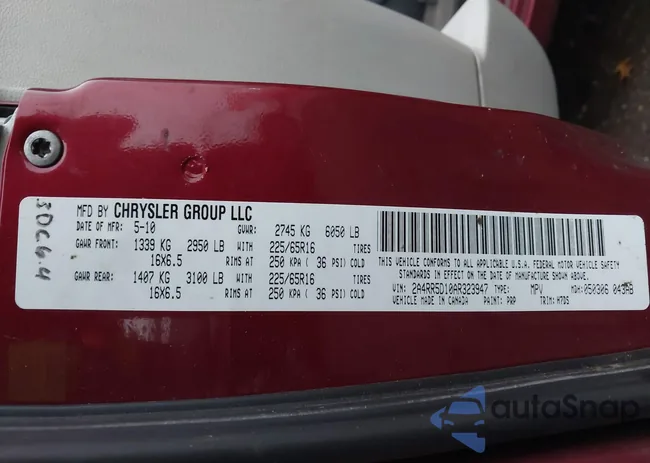 MFD BY CHRYSLER GROUP LLC
DATE OF MFR: 5-10 GVWR: 2745 KG 6050 LB
GAWR FRONT: 1339 KG 2950 LB WITH 225/65R16 TIRES
16X6.5 RIMS AT 250 KPA ( 36 PSI) COLD
GAWR REAR: 1407 KG 3100 LB WITH 225/65R16 TIRES
16X6.5 RIMS AT 250 KPA ( 36 PSI) COLD
THIS VEHICLE CONFORMS TO ALL APPLICABLE U.S.A. FEDERAL MOTOR VEHICLE SAFETY
STANDARDS IN EFFECT ON THE DATE OF MANUFACTURE SHOWN ABOVE.
VIN: 2A4RR5D10AR323947 TYPE: MPV MDH: 050306 043
VEHICLE MADE IN CANADA PAINT: PRP TRIM: H7DS
autoSnap